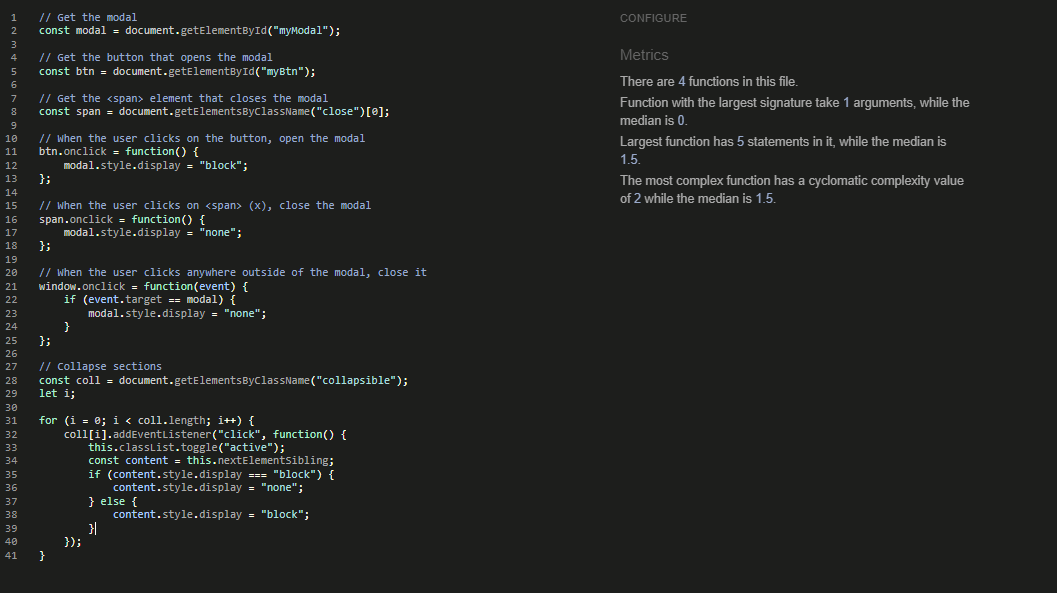 1 // Get the modal
2 const modal = document.getElementById("myModal");
3
4 // Get the button that opens the modal
5 const btn = document.getElementById("myBtn");
6
7 // Get the <span> element that closes the modal
8 const span = document.getElementsByClassName("close")[0];
9
10 // When the user clicks on the button, open the modal
11 btn.onclick = function() {
12     modal.style.display = "block";
13 };
14
15 // When the user clicks on <span> (x), close the modal
16 span.onclick = function() {
17     modal.style.display = "none";
18 };
19
20 // When the user clicks anywhere outside of the modal, close it
21 window.onclick = function(event) {
22     if (event.target == modal) {
23         modal.style.display = "none";
24     }
25 };
26
27 // Collapse sections
28 const coll = document.getElementsByClassName("collapsible");
29 let i;
30
31 for (i = 0; i < coll.length; i++) {
32     coll[i].addEventListener("click", function() {
33         this.classList.toggle("active");
34         const content = this.nextElementSibling;
35         if (content.style.display === "block") {
36             content.style.display = "none";
37         } else {
38             content.style.display = "block";
39         }
40     });
41 }
CONFIGURE
Metrics
There are 4 functions in this file.
Function with the largest signature take 1 arguments, while the
median is 0.
Largest function has 5 statements in it, while the median is
1.5.
The most complex function has a cyclomatic complexity value
of 2 while the median is 1.5.